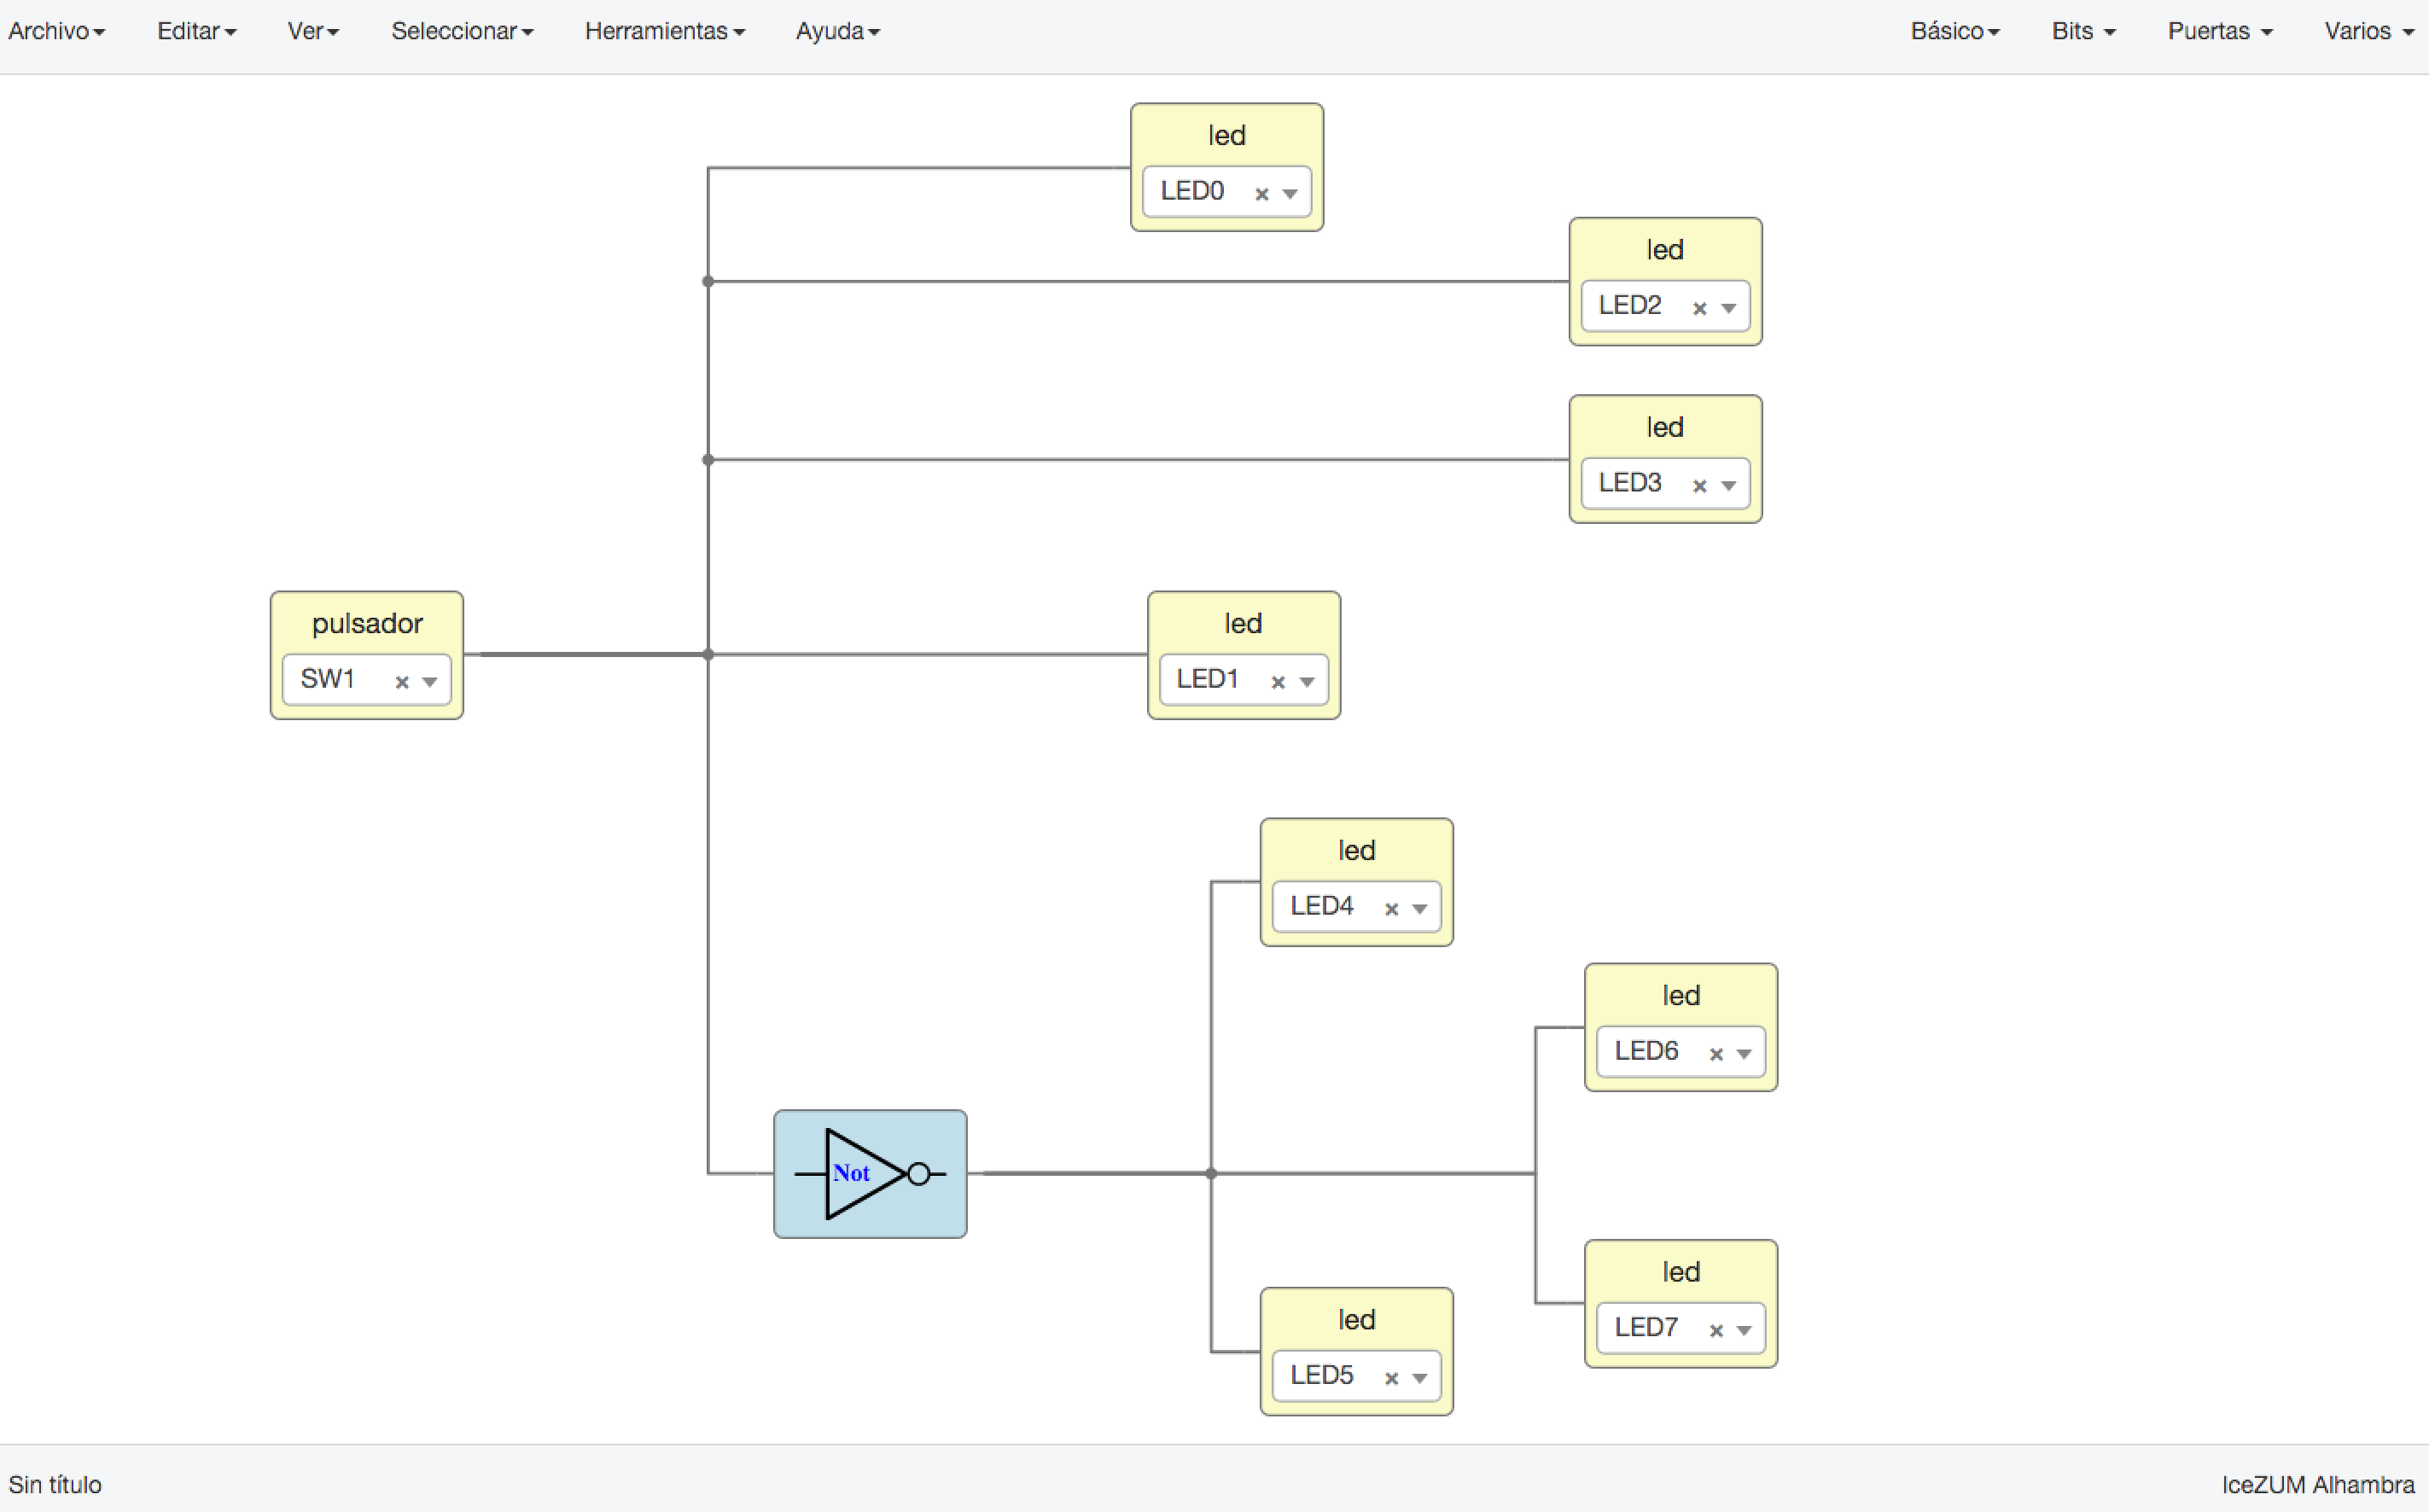 Archivo Editar Ver Seleccionar Herramientas Ayuda Básico Bits Puertas Varios
led
LED0
led
LED2
led
LED3
pulsador
SW1
led
LED1
led
LED4
led
LED6
Not
led
LED7
led
LED5
Sin título
IceZUM Alhambra